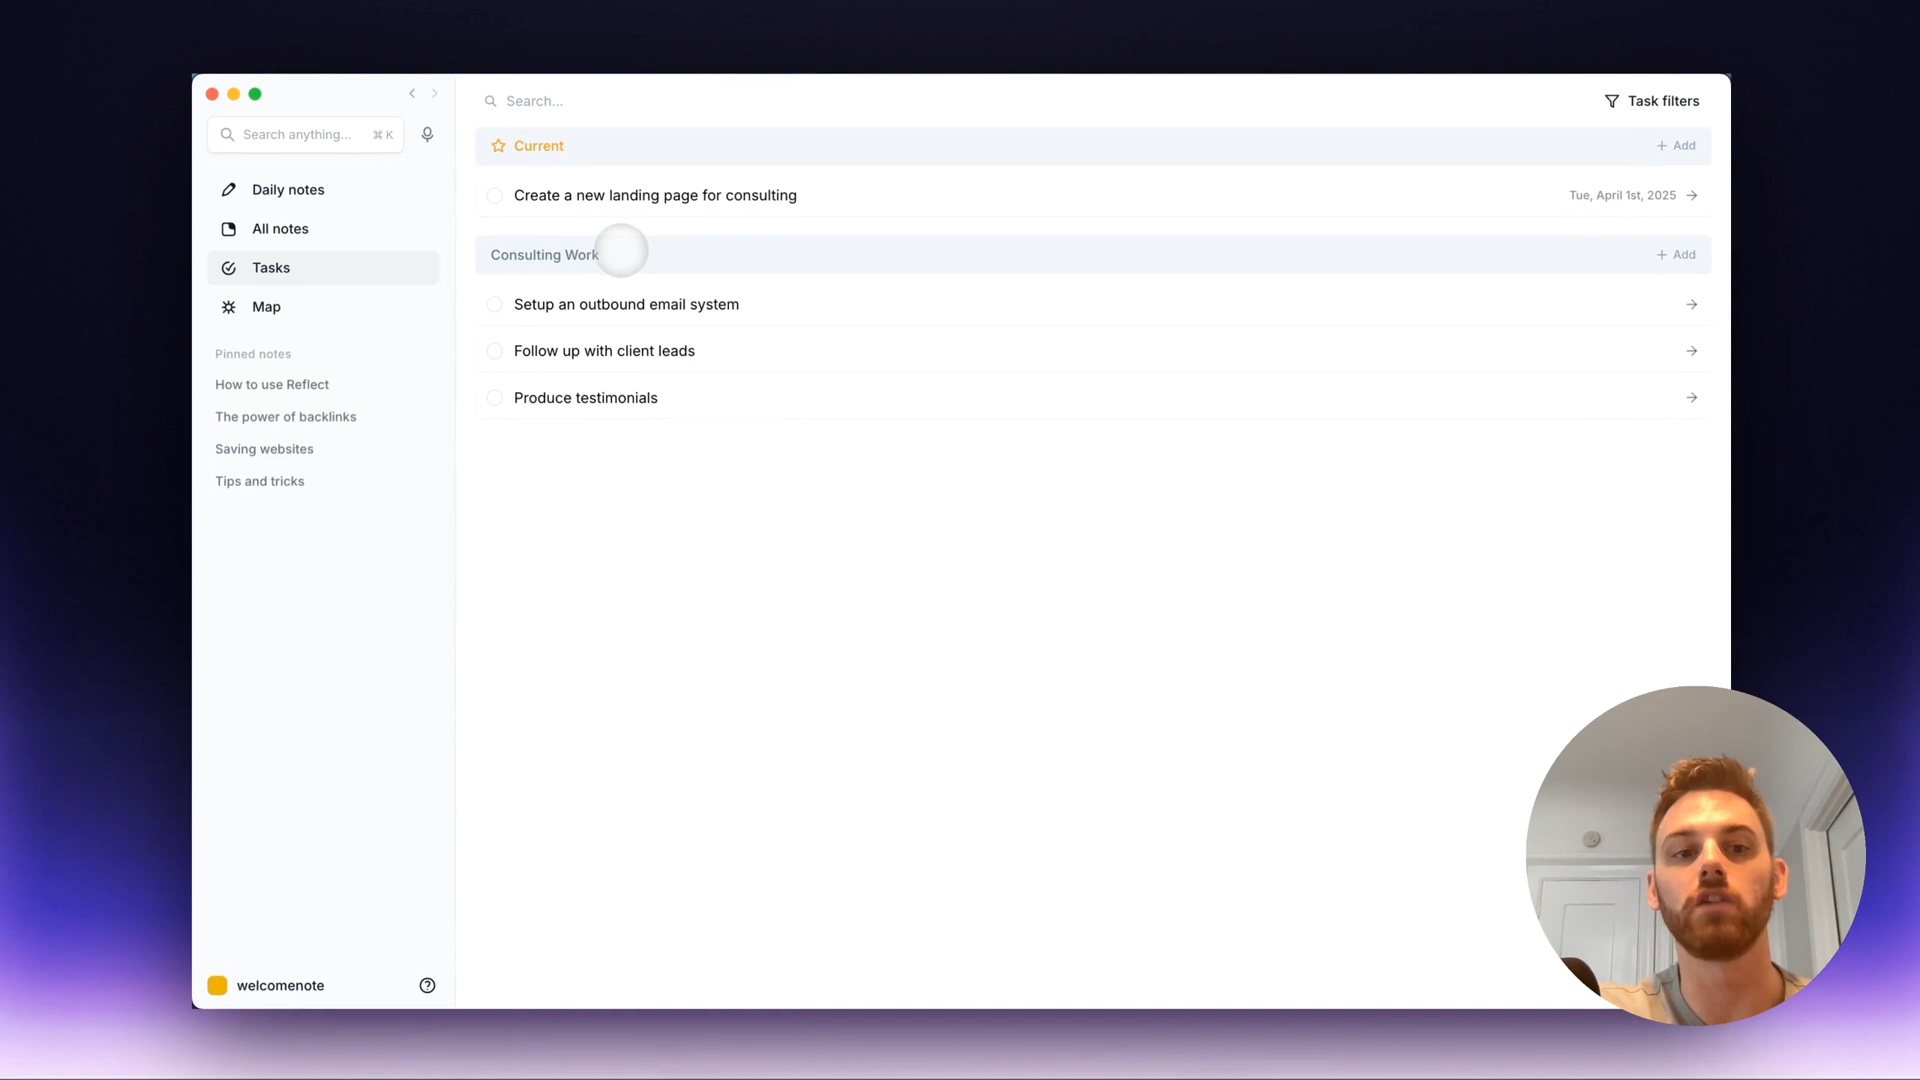 Search anything...
⌘ K
Daily notes
All notes
Tasks
Map
Pinned notes
How to use Reflect
The power of backlinks
Saving websites
Tips and tricks
welcomenote
Search...
Task filters
Current
+ Add
Create a new landing page for consulting
Tue, April 1st, 2025
Consulting Work
+ Add
Setup an outbound email system
Follow up with client leads
Produce testimonials